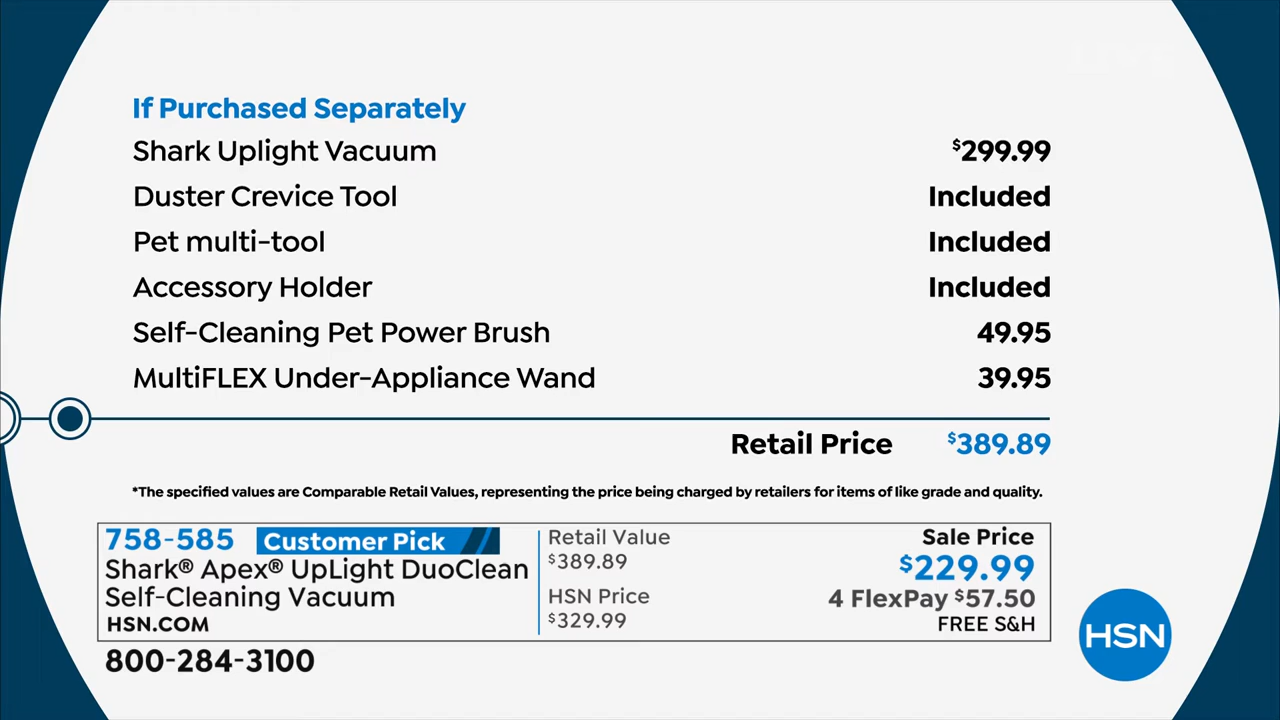 If Purchased Separately
Shark Uplight Vacuum $299.99
Duster Crevice Tool Included
Pet multi-tool Included
Accessory Holder Included
Self-Cleaning Pet Power Brush 49.95
MultiFLEX Under-Appliance Wand 39.95
Retail Price $389.89
*The specified values are Comparable Retail Values, representing the price being charged by retailers for items of like grade and quality.
758-585 Customer Pick
Shark® Apex® UpLight DuoClean
Self-Cleaning Vacuum
HSN.COM
Retail Value
$389.89
HSN Price
$329.99
Sale Price
$229.99
4 FlexPay $57.50
FREE S&H
HSN
800-284-3100